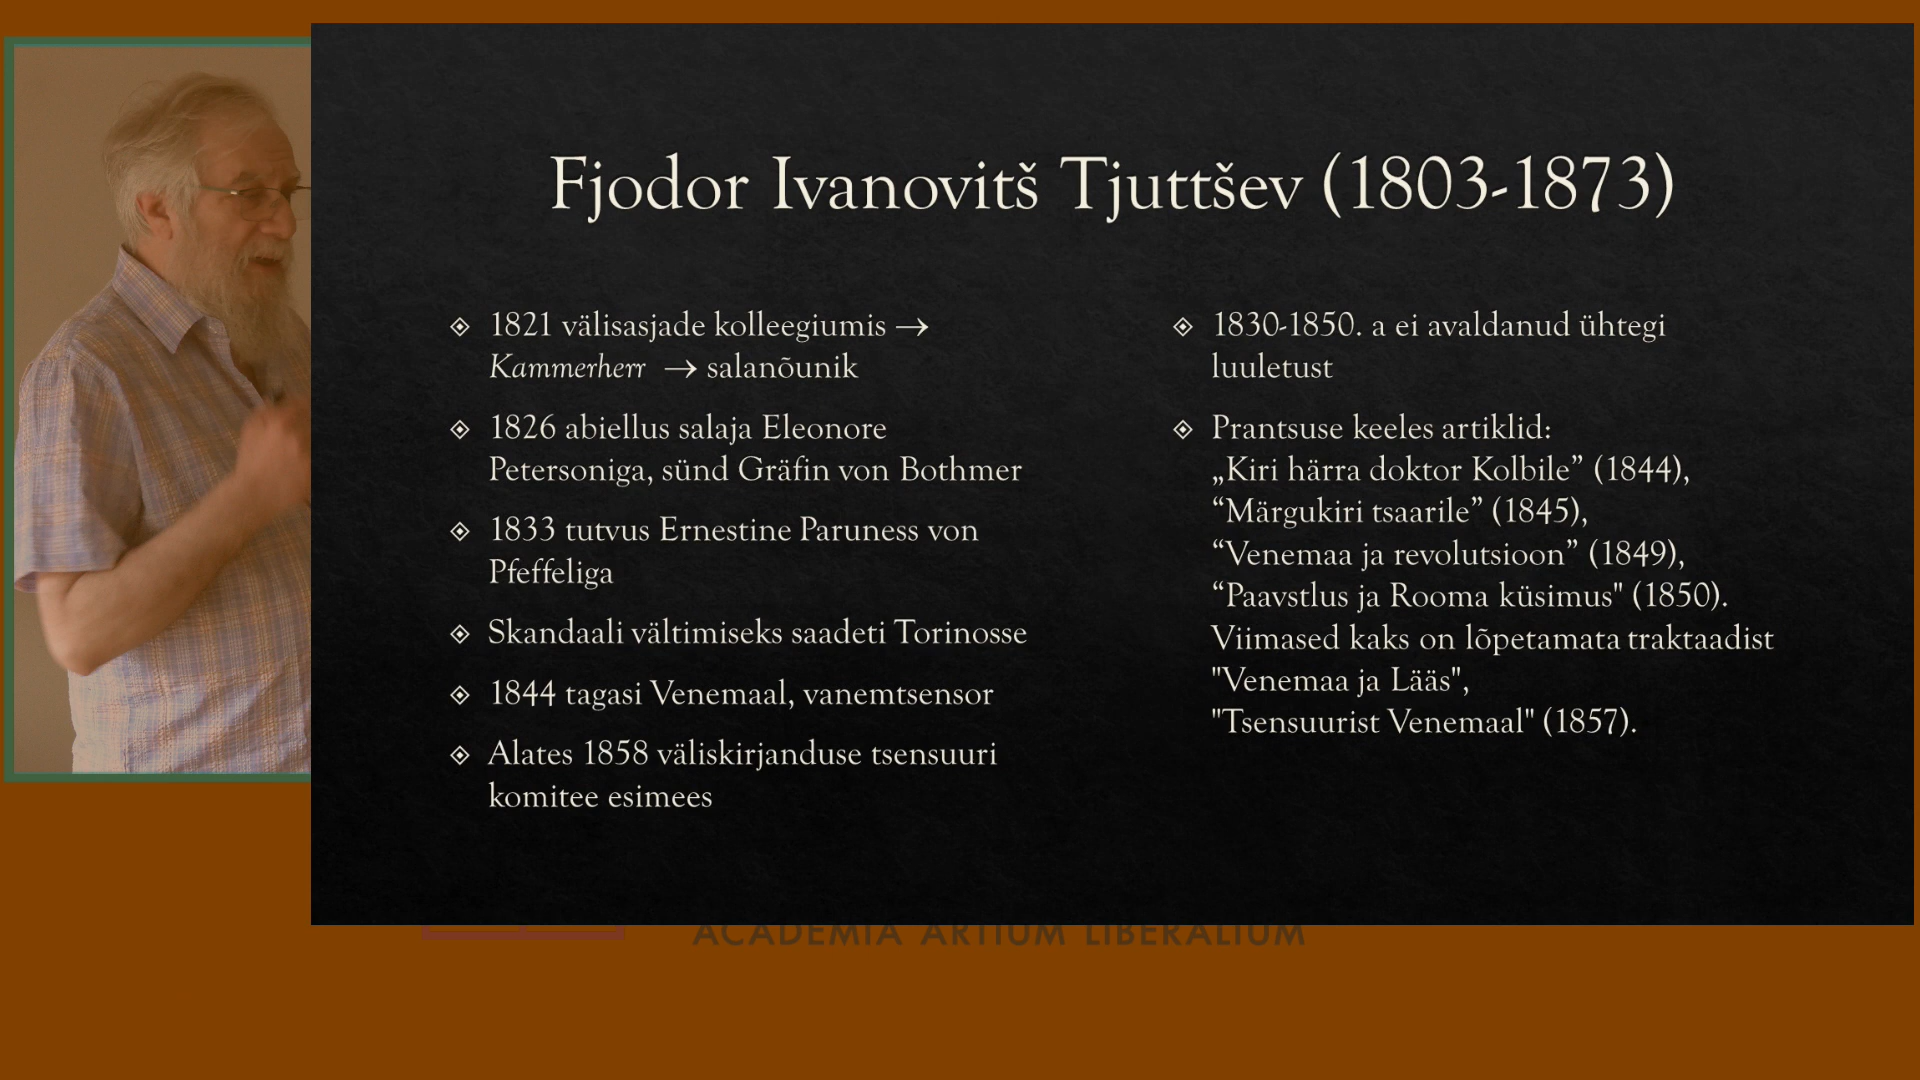 Fjodor Ivanovitš Tjuttšev (1803-1873)
1821 välisasjade kolleegiumis →
Kammerherr → salanõunik
1826 abiellus salaja Eleonore
Petersoniga, sünd Gräfin von Bothmer
1833 tutvus Ernestine Paruness von
Pfeffeliga
Skandaali vältimiseks saadeti Torinosse
1844 tagasi Venemaal, vanemtsensor
Alates 1858 väliskirjanduse tsensuuri
komitee esimees
1830-1850. a ei avaldanud ühtegi
luuletust
Prantsuse keeles artiklid:
„Kiri härra doktor Kolbile” (1844),
“Märgukiri tsaarile” (1845),
“Venemaa ja revolutsioon” (1849),
“Paavstlus ja Rooma küsimus" (1850).
Viimased kaks on lõpetamata traktaadist
"Venemaa ja Lääs",
"Tsensuurist Venemaal" (1857).
ACADEMIA ARTIUM LIBERALIUM